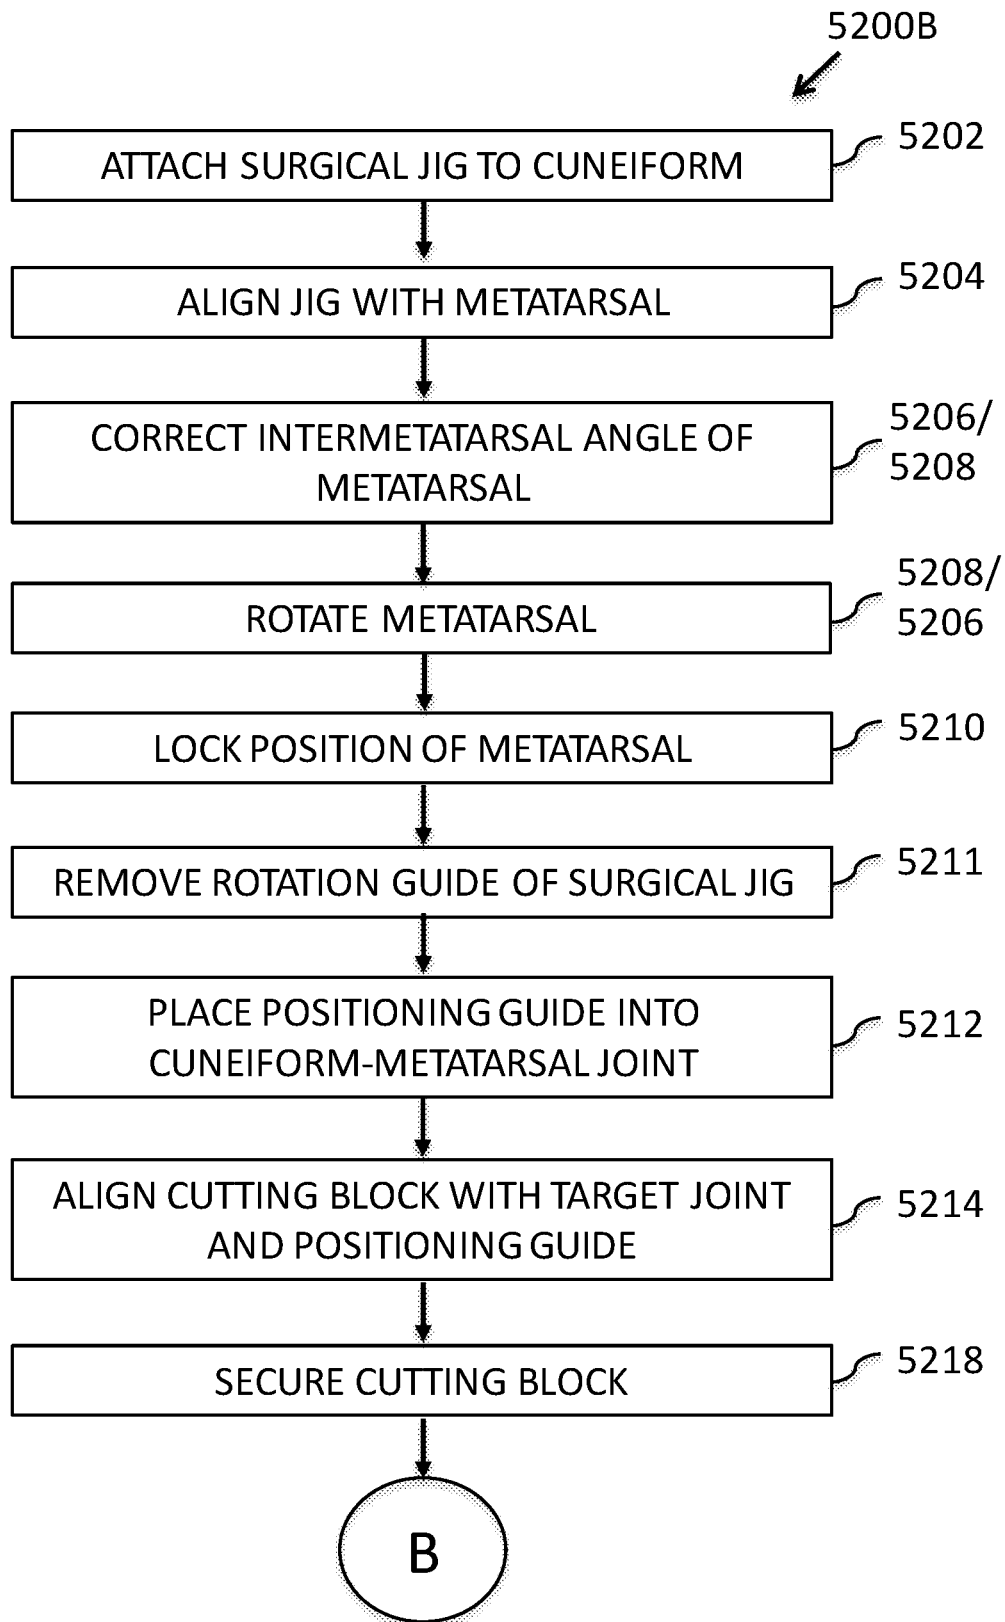 5200B
ATTACH SURGICAL JIG TO CUNEIFORM
5202
ALIGN JIG WITH METATARSAL
5204
CORRECT INTERMETATARSAL ANGLE OF
METATARSAL
5206/
5208
ROTATE METATARSAL
5208/
5206
LOCK POSITION OF METATARSAL
5210
REMOVE ROTATION GUIDE OF SURGICAL JIG
5211
PLACE POSITIONING GUIDE INTO
CUNEIFORM-METATARSAL JOINT
5212
ALIGN CUTTING BLOCK WITH TARGET JOINT
AND POSITIONING GUIDE
5214
SECURE CUTTING BLOCK
5218
B